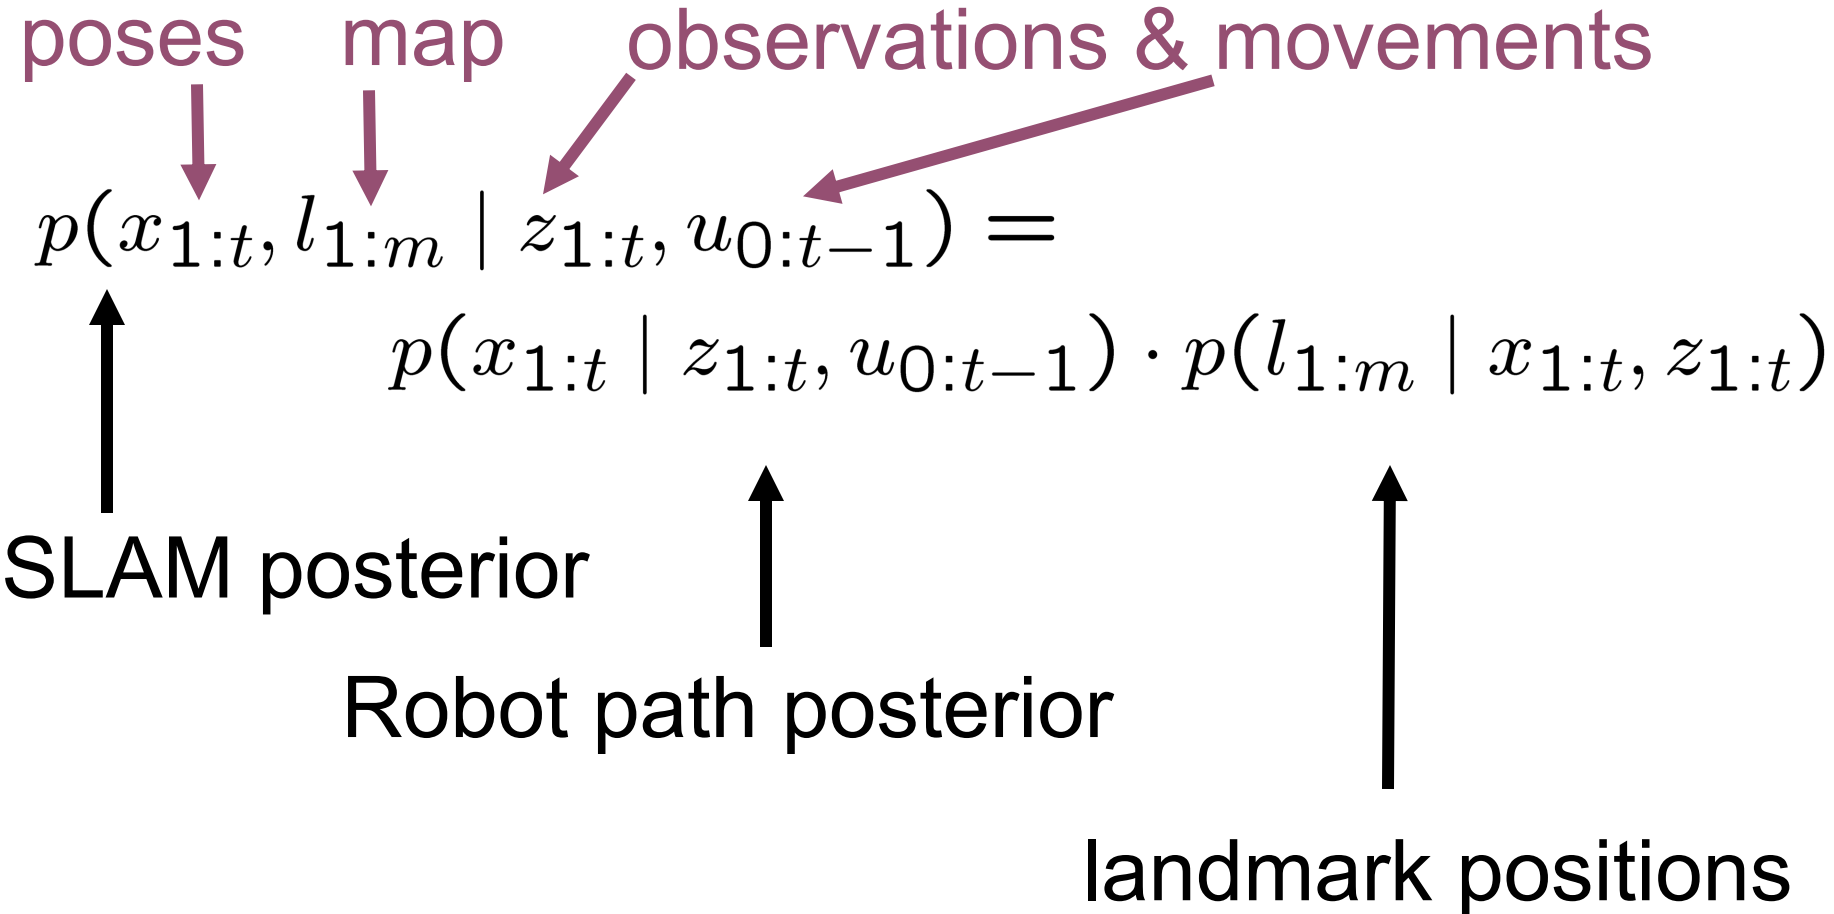 poses map observations & movements
p(x_{1:t}, l_{1:m} | z_{1:t}, u_{0:t−1}) =
p(x_{1:t} | z_{1:t}, u_{0:t−1}) · p(l_{1:m} | x_{1:t}, z_{1:t})
SLAM posterior
Robot path posterior
landmark positions